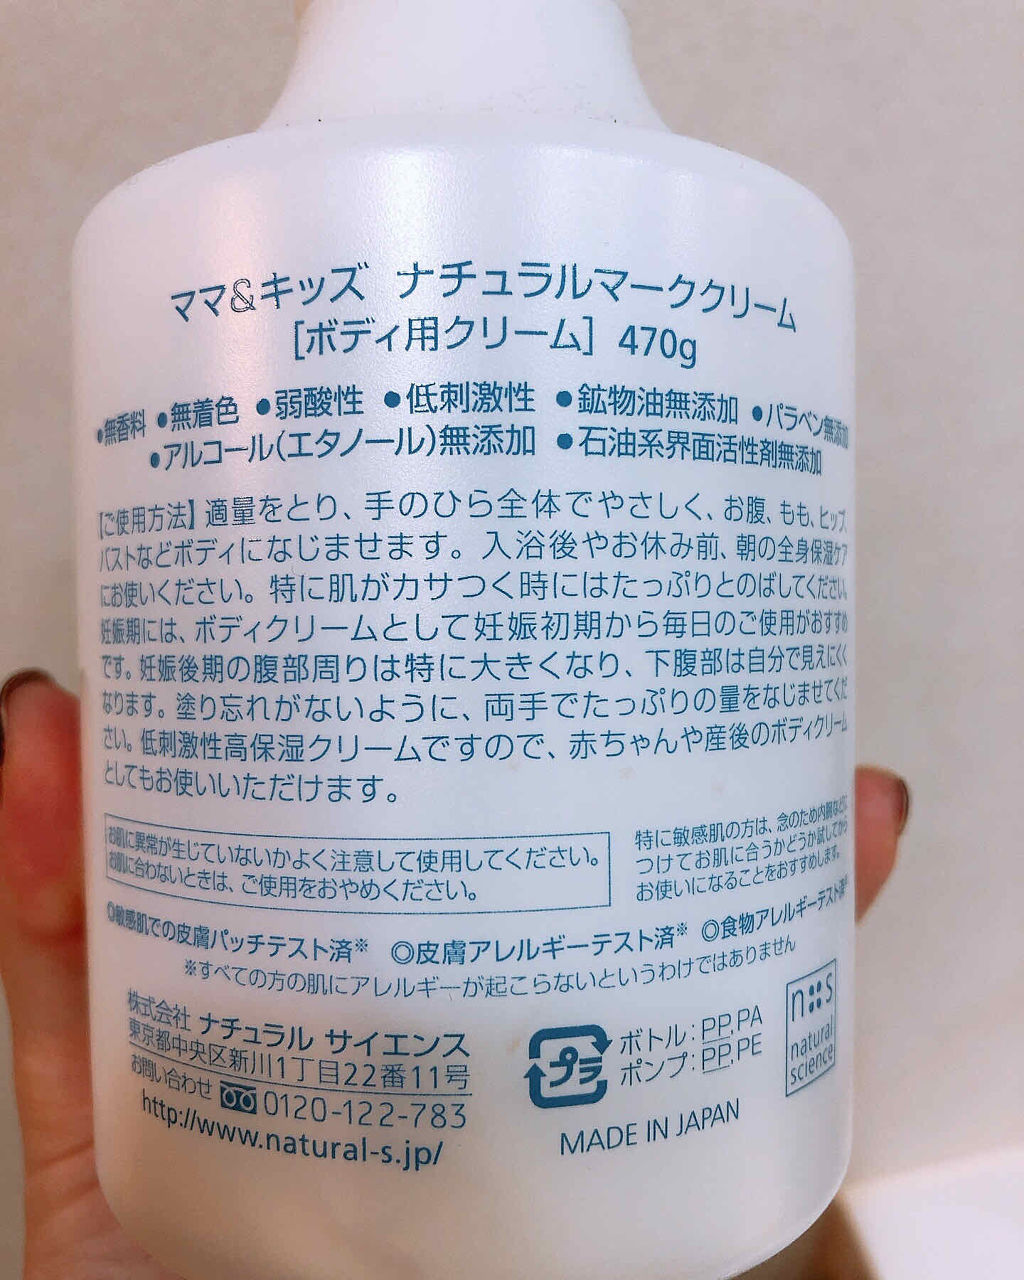 ママ&キッズ ナチュラルマーククリーム
[ボディ用クリーム] 470g
●無香料 ●無着色 ●弱酸性 ●低刺激性 ●鉱物油無添加 ●パラベン無添加
●アルコール(エタノール)無添加 ●石油系界面活性剤無添加
【ご使用方法】適量をとり、手のひら全体でやさしく、お腹、もも、ヒップ、
バストなどボディになじませます。入浴後やお休み前、朝の全身保湿ケア
にお使いください。特に肌がカサつく時にはたっぷりとのばしてください。
妊娠期には、ボディクリームとして妊娠初期から毎日のご使用がおすすめ
です。妊娠後期の腹部周りは特に大きくなり、下腹部は自分で見えにくく
なります。塗り忘れがないように、両手でたっぷりの量をなじませてくだ
さい。低刺激性高保湿クリームですので、赤ちゃんや産後のボディクリーム
としてもお使いいただけます。
お肌に異常が生じていないかよく注意して使用してください。
お肌に合わないときは、ご使用をおやめください。
特に敏感肌の方は、念のため内腕などに
つけてお肌に合うかどうか試してから
お使いになることをおすすめします。
◎敏感肌での皮膚パッチテスト済※ ◎皮膚アレルギーテスト済※ ◎食物アレルギーテスト済※
※すべての方の肌にアレルギーが起こらないというわけではありません
株式会社 ナチュラル サイエンス
東京都中央区新川1丁目22番11号
お問い合わせ 0120-122-783
http://www.natural-s.jp/
プラ
ボトル:PP,PA
ポンプ:PP,PE
MADE IN JAPAN
n::s
natural
science